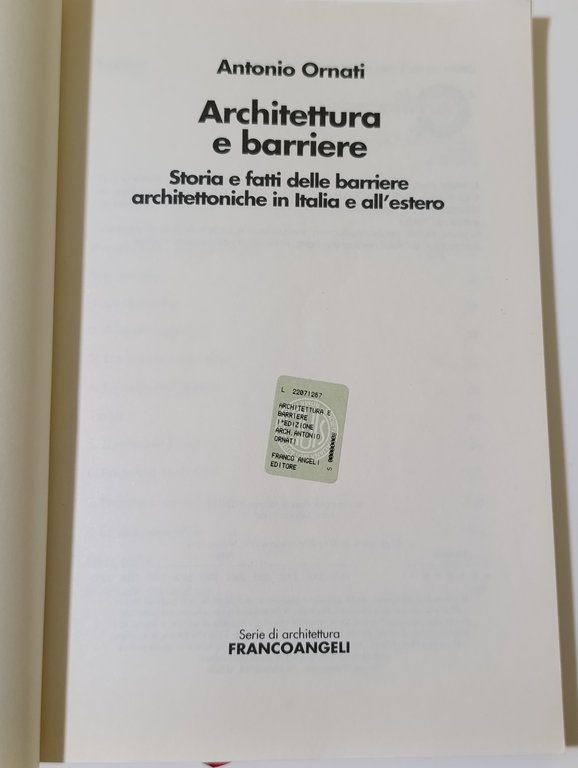 Antonio Ornati
Architettura
e barriere
Storia e fatti delle barriere
architettoniche in Italia e all'estero
L 22071267
ARCHITETTURA E
BARRIERE
I*EDIZIONE
ARCH.ANTONIO
ORNATI
FRANCO ANGELI
EDITORE
Serie di architettura
FRANCOANGELI